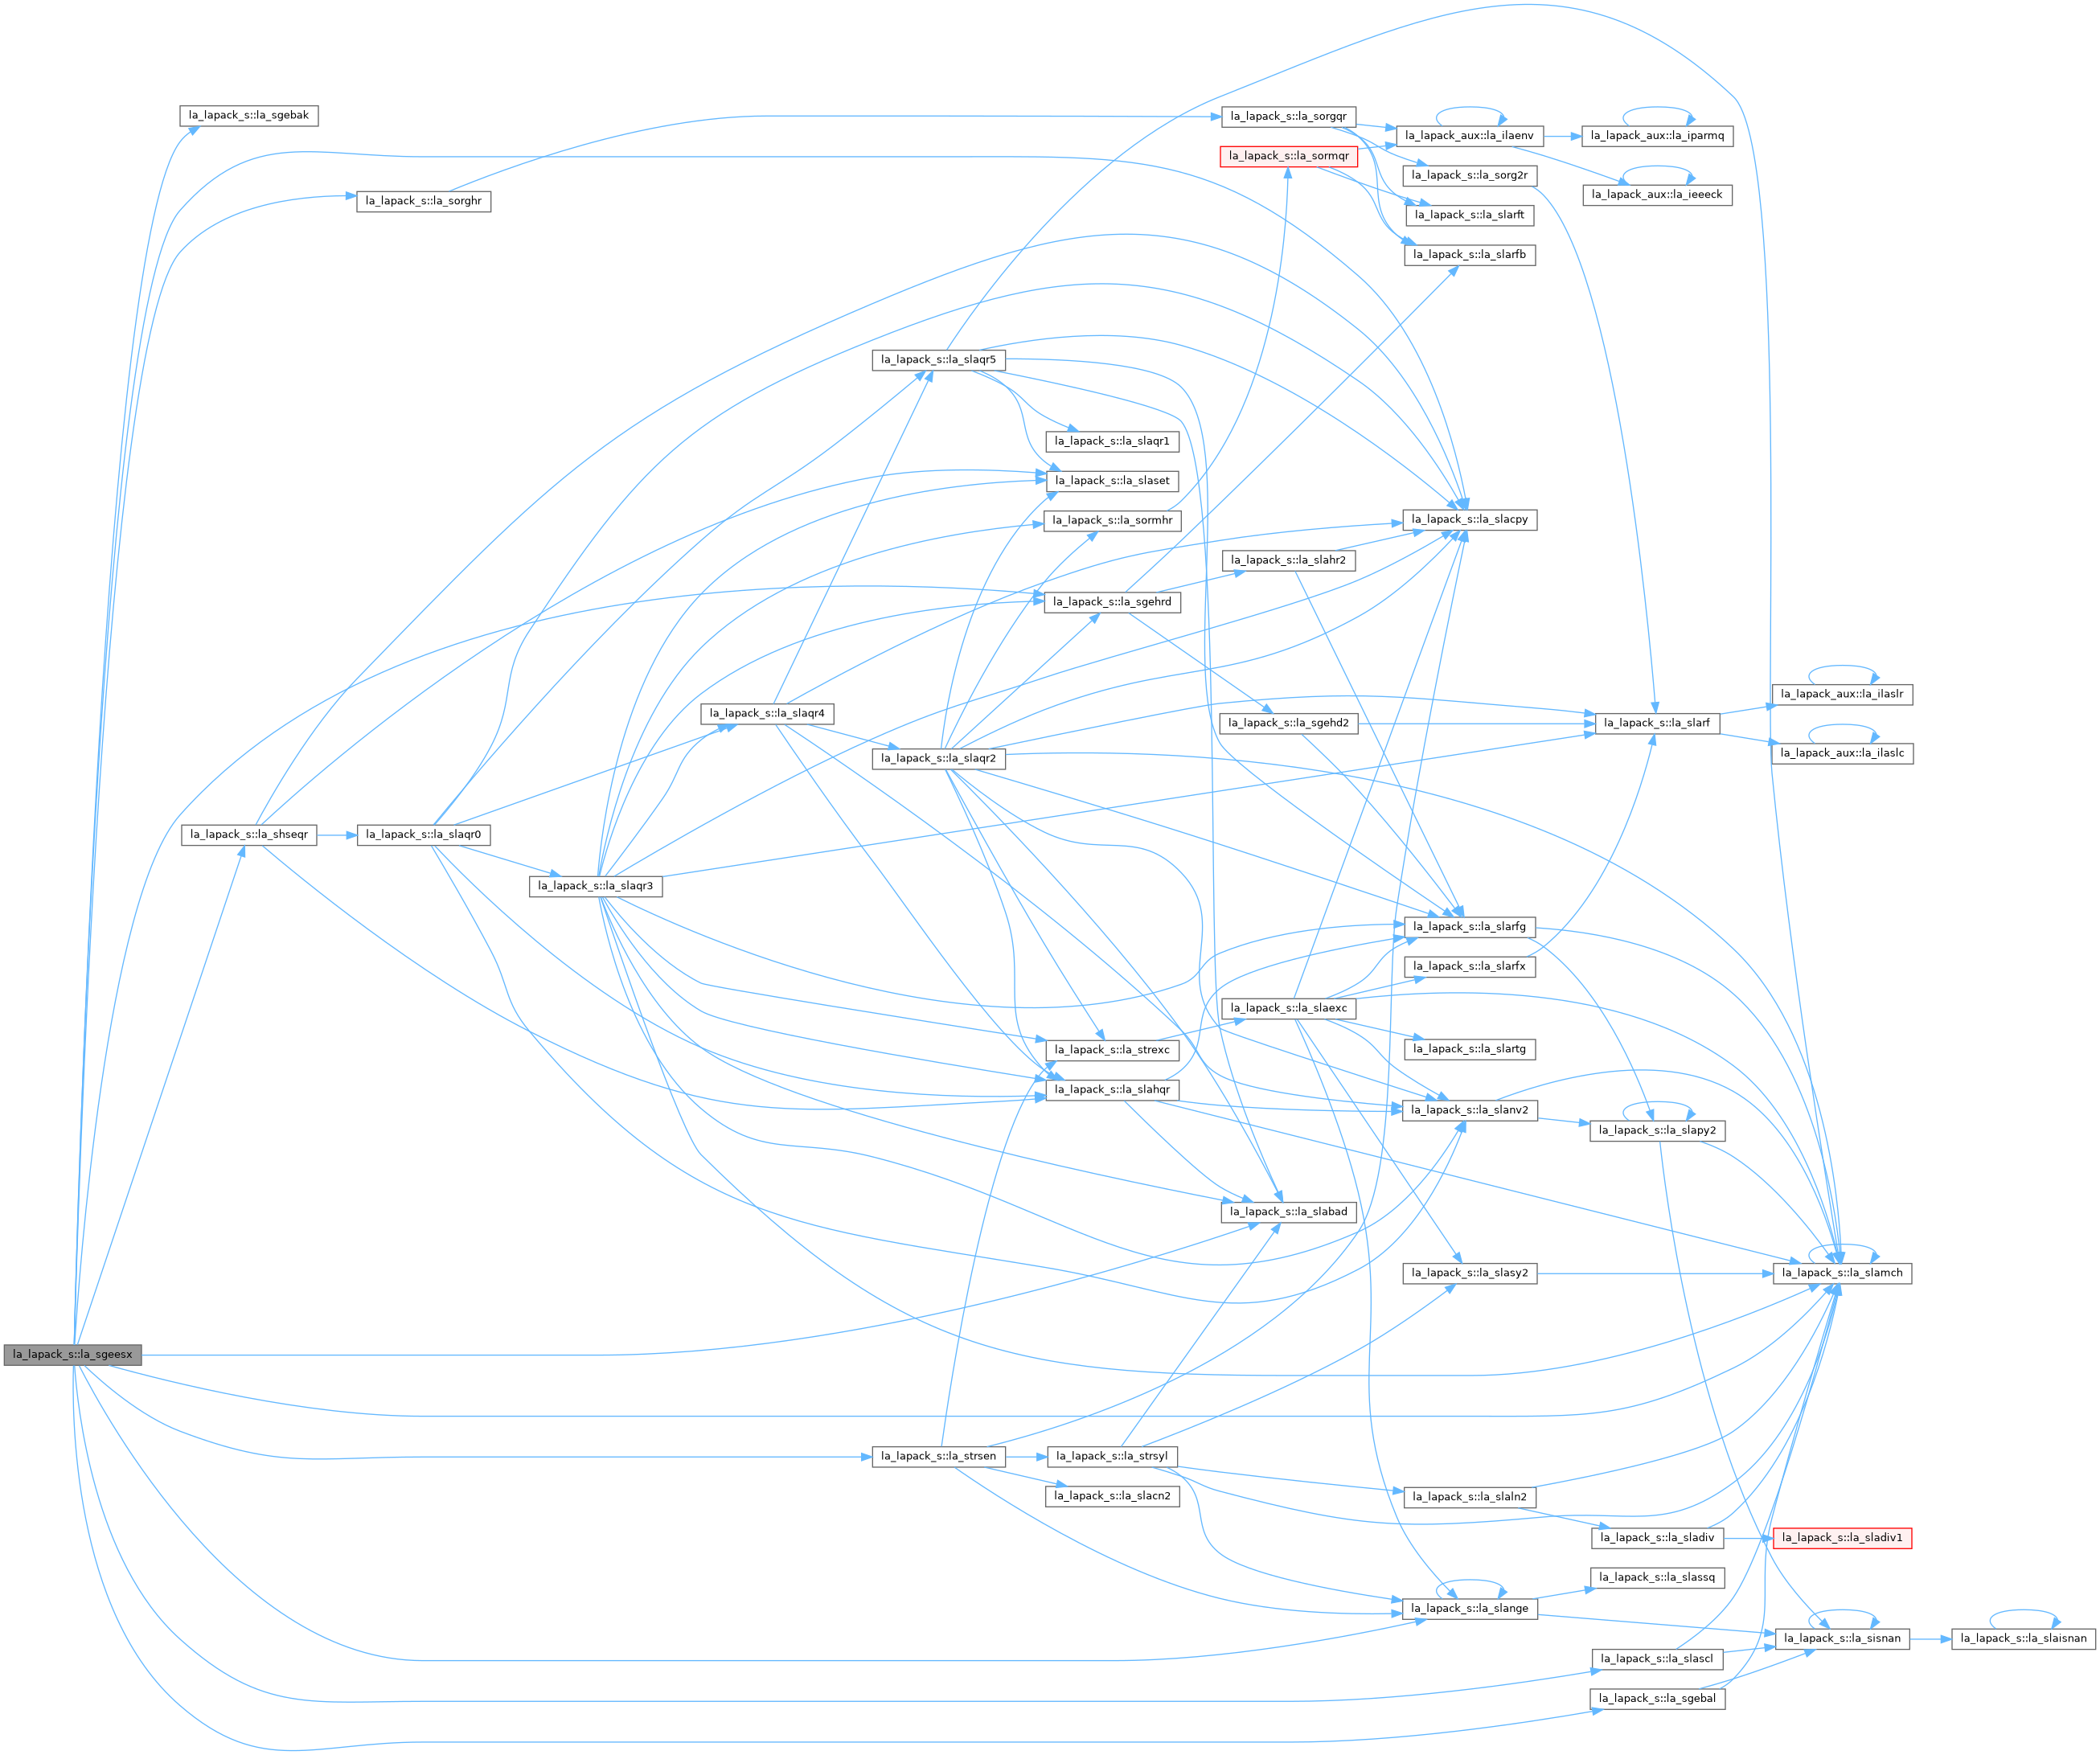 la_lapack_s::la_sgebak
la_lapack_s::la_sorgqr
la_lapack_aux::la_ilaenv
la_lapack_aux::la_iparmq
la_lapack_s::la_sormqr
la_lapack_s::la_sorg2r
la_lapack_aux::la_ieeeck
la_lapack_s::la_sorghr
la_lapack_s::la_slarft
la_lapack_s::la_slarfb
la_lapack_s::la_slaqr5
la_lapack_s::la_slaqr1
la_lapack_s::la_slaset
la_lapack_s::la_sormhr
la_lapack_s::la_slacpy
la_lapack_s::la_slahr2
la_lapack_s::la_sgehrd
la_lapack_aux::la_ilaslr
la_lapack_s::la_slaqr4
la_lapack_s::la_sgehd2
la_lapack_s::la_slarf
la_lapack_s::la_slaqr2
la_lapack_aux::la_ilaslc
la_lapack_s::la_shseqr
la_lapack_s::la_slaqr0
la_lapack_s::la_slaqr3
la_lapack_s::la_slarfg
la_lapack_s::la_slarfx
la_lapack_s::la_slaexc
la_lapack_s::la_strexc
la_lapack_s::la_slartg
la_lapack_s::la_slahqr
la_lapack_s::la_slanv2
la_lapack_s::la_slapy2
la_lapack_s::la_slabad
la_lapack_s::la_slasy2
la_lapack_s::la_slamch
la_lapack_s::la_sgeesx
la_lapack_s::la_strsen
la_lapack_s::la_strsyl
la_lapack_s::la_slacn2
la_lapack_s::la_slaln2
la_lapack_s::la_sladiv
la_lapack_s::la_sladiv1
la_lapack_s::la_slassq
la_lapack_s::la_slange
la_lapack_s::la_sisnan
la_lapack_s::la_slaisnan
la_lapack_s::la_slascl
la_lapack_s::la_sgebal